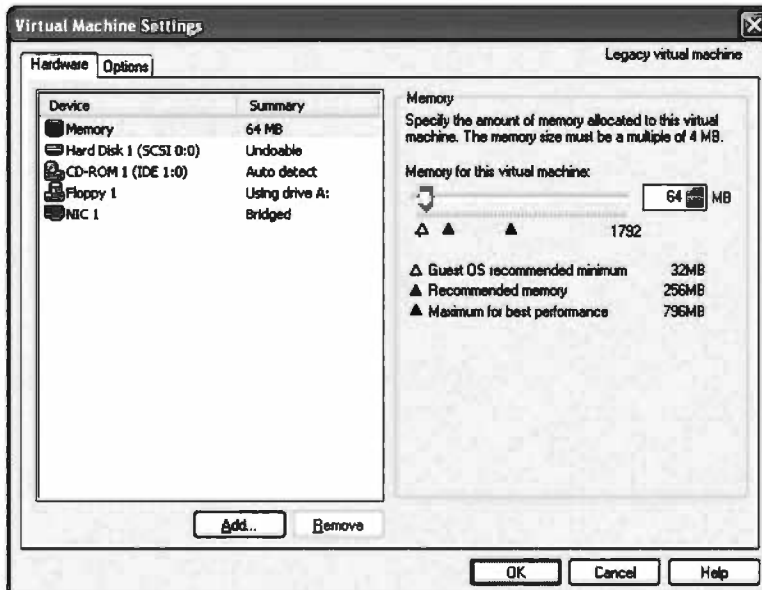 Virtual Machine Settings
Legacy virtual machine
Hardware Options
Device Summary
Memory 64 MB
Hard Disk 1 (SCSI 0:0) Undoable
CD-ROM 1 (IDE 1:0) Auto detect
Floppy 1 Using drive A:
NIC 1 Bridged
Add... Remove
Memory
Specify the amount of memory allocated to this virtual
machine. The memory size must be a multiple of 4 MB.
Memory for this virtual machine:
64 MB
1792
Guest OS recommended minimum 32MB
Recommended memory 256MB
Maximum for best performance 796MB
OK Cancel Help